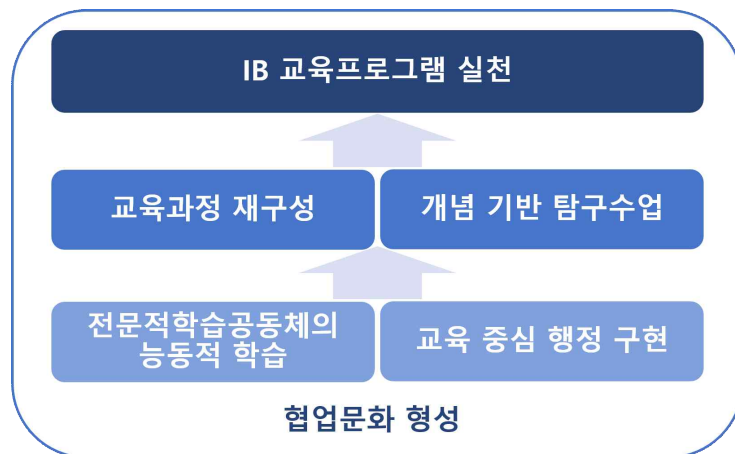 IB 교육프로그램 실천
교육과정 재구성
개념 기반 탐구수업
전문적학습공동체의
능동적 학습
교육 중심 행정 구현
협업문화 형성